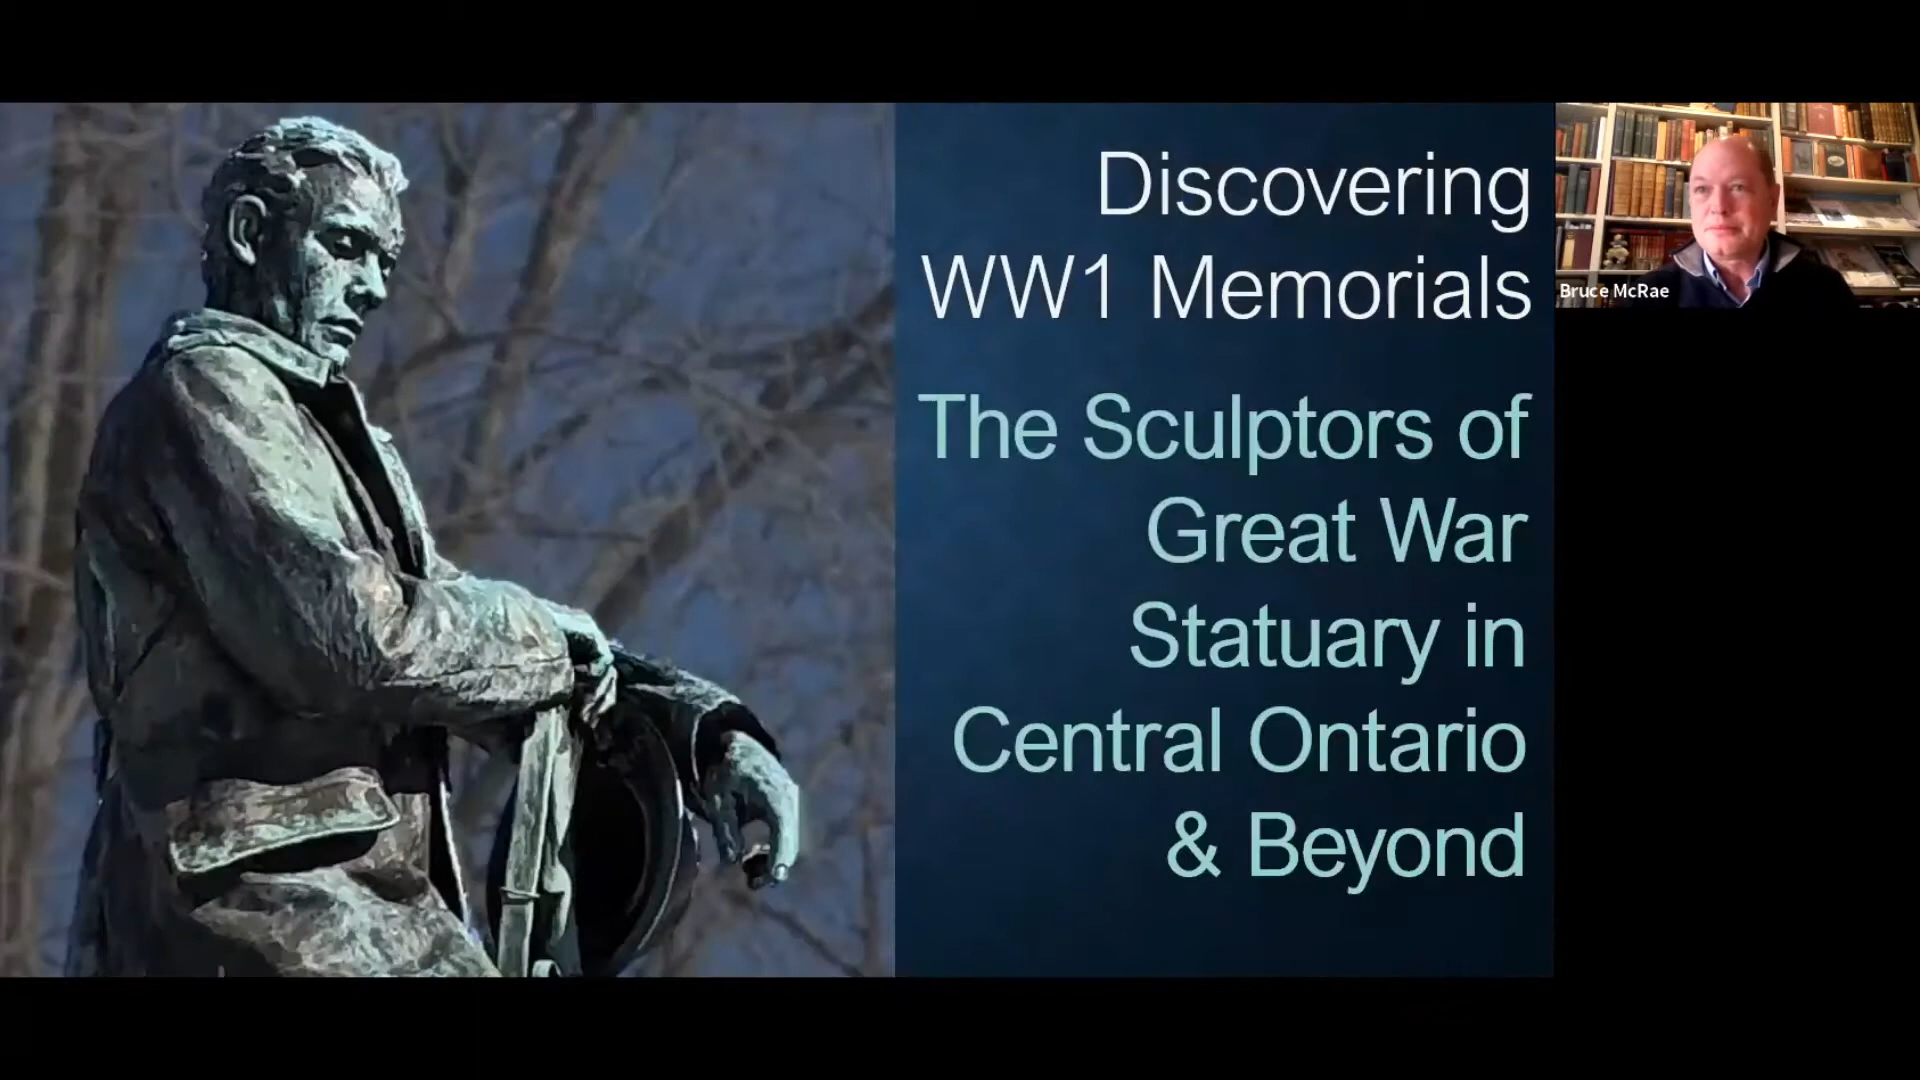 Discovering
WW1 Memorials
The Sculptors of
Great War
Statuary in
Central Ontario
& Beyond
Bruce McRae